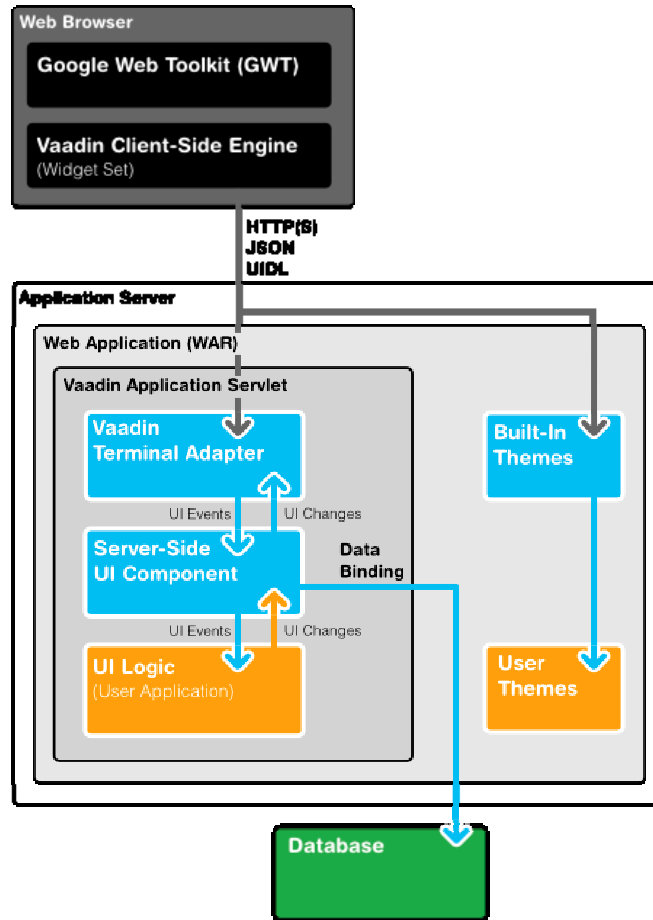 Web Browser
Google Web Toolkit (GWT)
Vaadin Client-Side Engine
(Widget Set)
HTTP(S)
JSON
UIDL
Application Server
Web Application (WAR)
Vaadin Application Servlet
Vaadin
Terminal Adapter
Built-In
Themes
UI Events
UI Changes
Server-Side
UI Component
Data
Binding
UI Events
UI Changes
UI Logic
(User Application)
User
Themes
Database